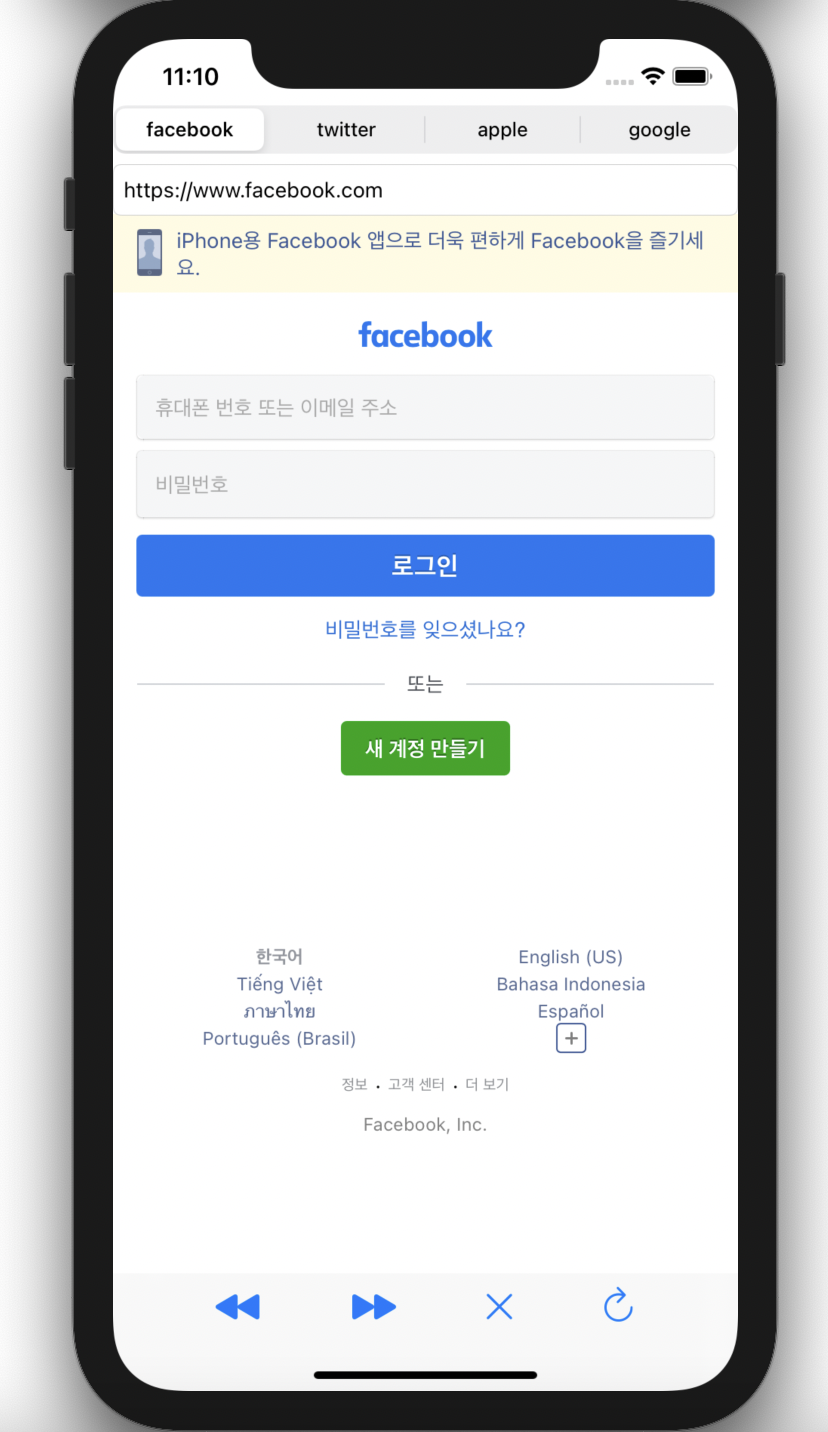 11:10
facebook twitter apple google
https://www.facebook.com
iPhone용 Facebook 앱으로 더욱 편하게 Facebook을 즐기세
요.
facebook
휴대폰 번호 또는 이메일 주소
비밀번호
로그인
비밀번호를 잊으셨나요?
또는
새 계정 만들기
한국어 English (US)
Tiếng Việt Bahasa Indonesia
ภาษาไทย Español
Português (Brasil)
정보 · 고객 센터 · 더 보기
Facebook, Inc.